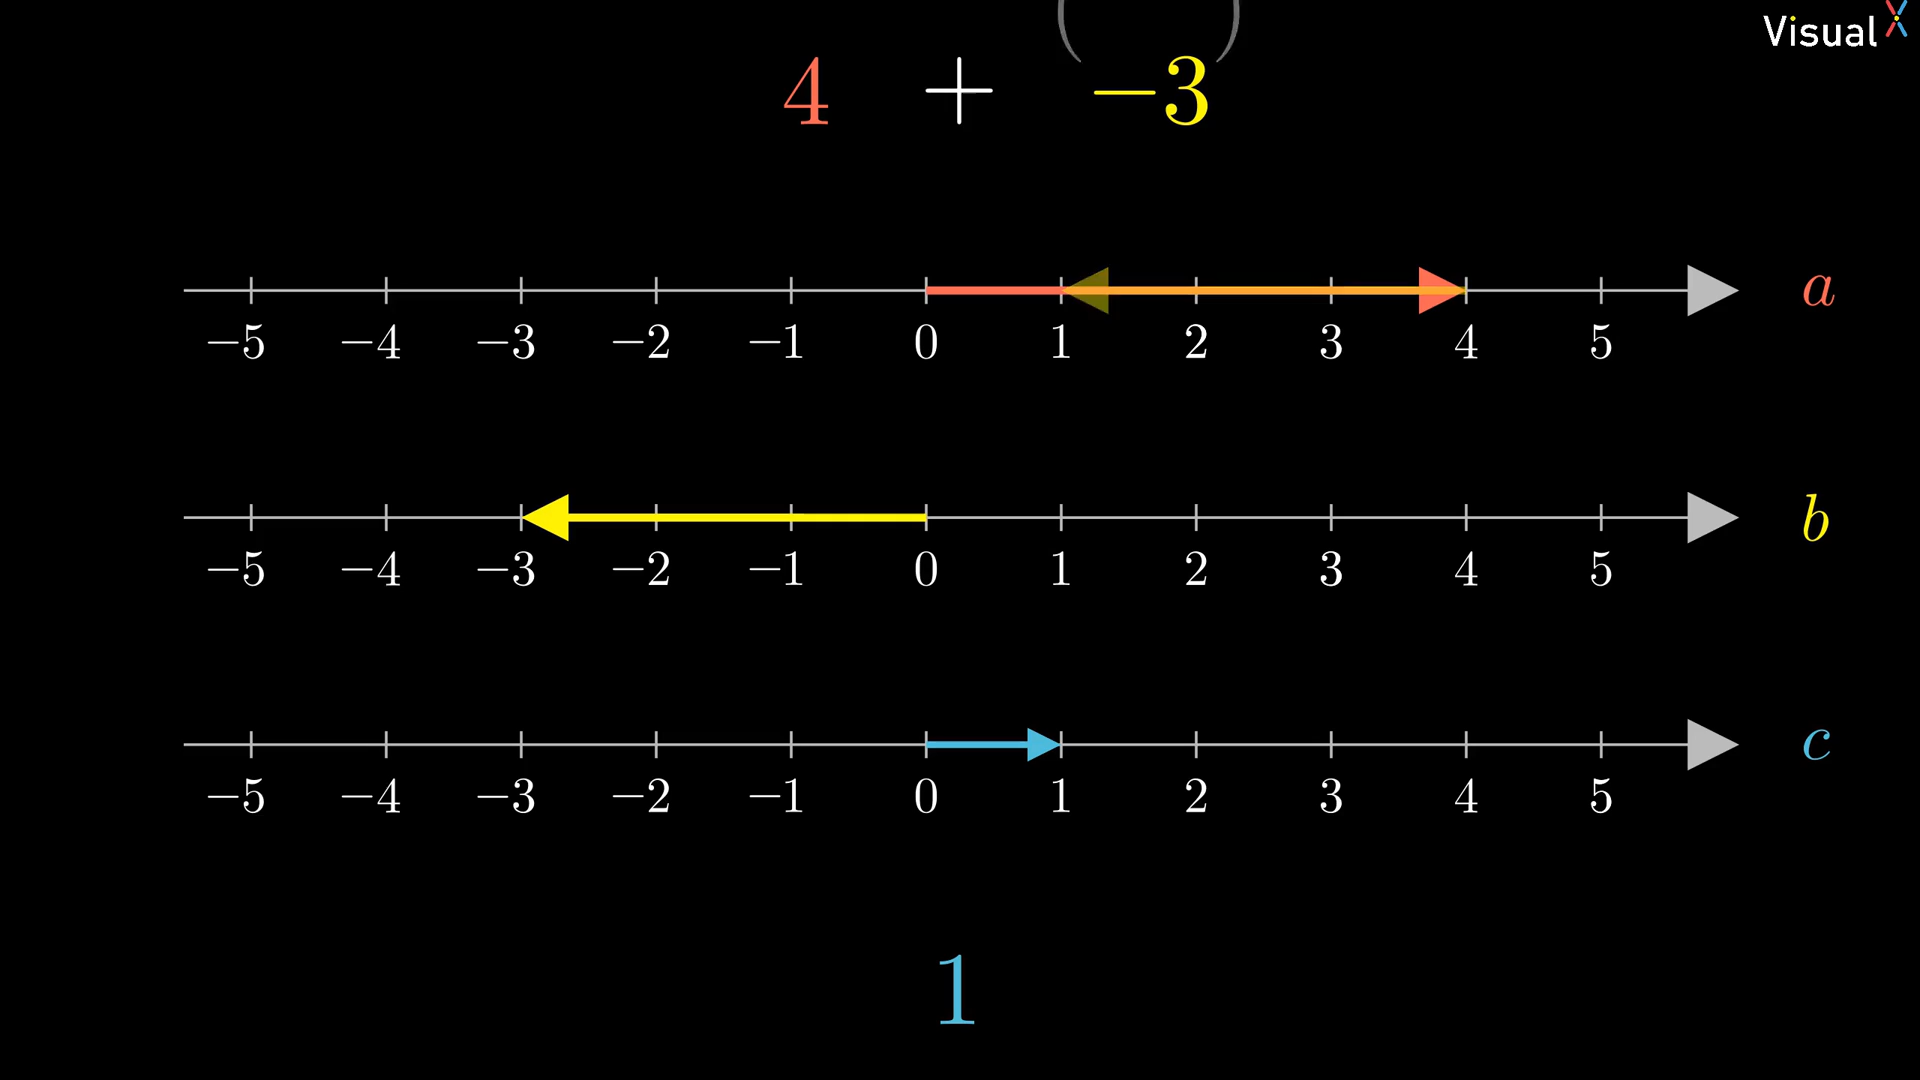 Visual X
4 + (−3)
−5 −4 −3 −2 −1 0 1 2 3 4 5 a
−5 −4 −3 −2 −1 0 1 2 3 4 5 b
−5 −4 −3 −2 −1 0 1 2 3 4 5 c
1